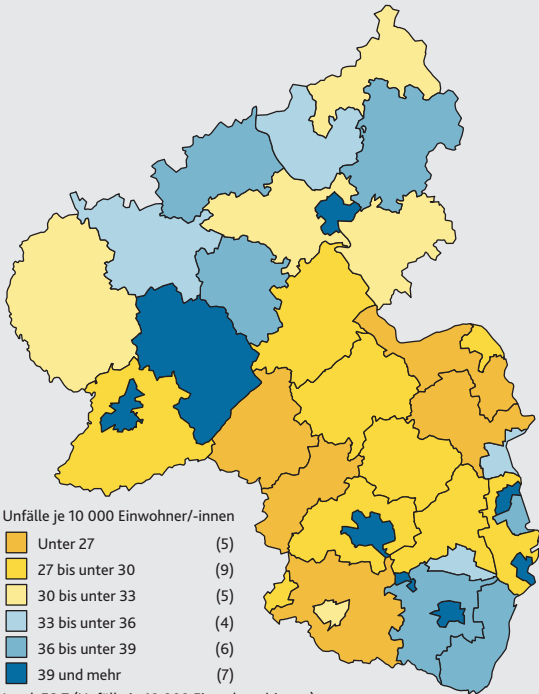 Unfälle je 10 000 Einwohner/-innen
Unter 27 (5)
27 bis unter 30 (9)
30 bis unter 33 (5)
33 bis unter 36 (4)
36 bis unter 39 (6)
39 und mehr (7)